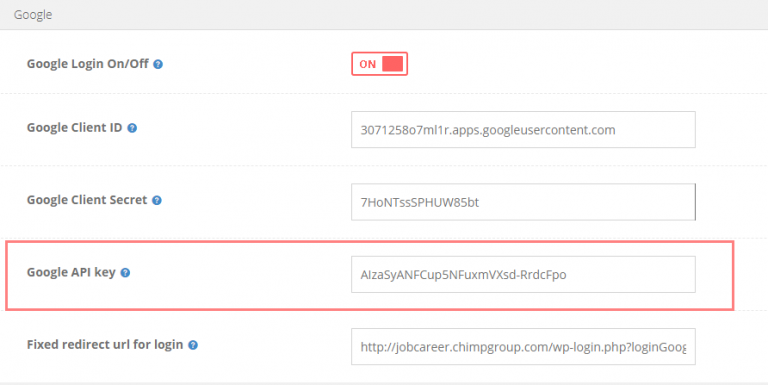 Google
Google Login On/Off ?
ON
Google Client ID ?
3071258o7ml1r.apps.googleusercontent.com
Google Client Secret ?
7HoNTssSPHUW85bt
Google API key ?
AIzaSyANFCup5NFuxmVXsd-RrdcFpo
Fixed redirect url for login ?
http://jobcareer.chimpgroup.com/wp-login.php?loginGoog